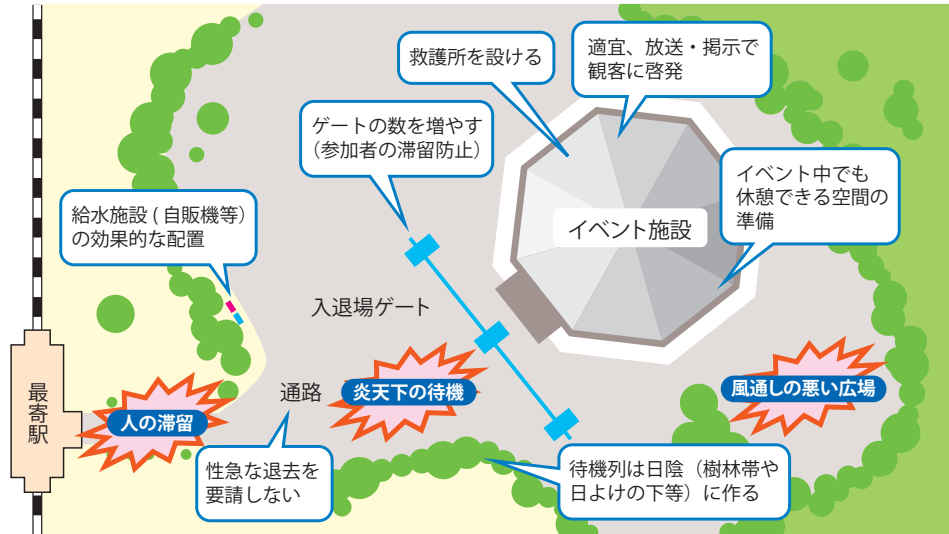 救護所を設ける
適宜、放送・掲示で
観客に啓発
ゲートの数を増やす
（参加者の滞留防止）
イベント中でも
休憩できる空間の
準備
給水施設 ( 自販機等 )
の効果的な配置
イベント施設
入退場ゲート
最寄駅
人の滞留
通路
炎天下の待機
風通しの悪い広場
性急な退去を
要請しない
待機列は日陰（樹林帯や
日よけの下等）に作る